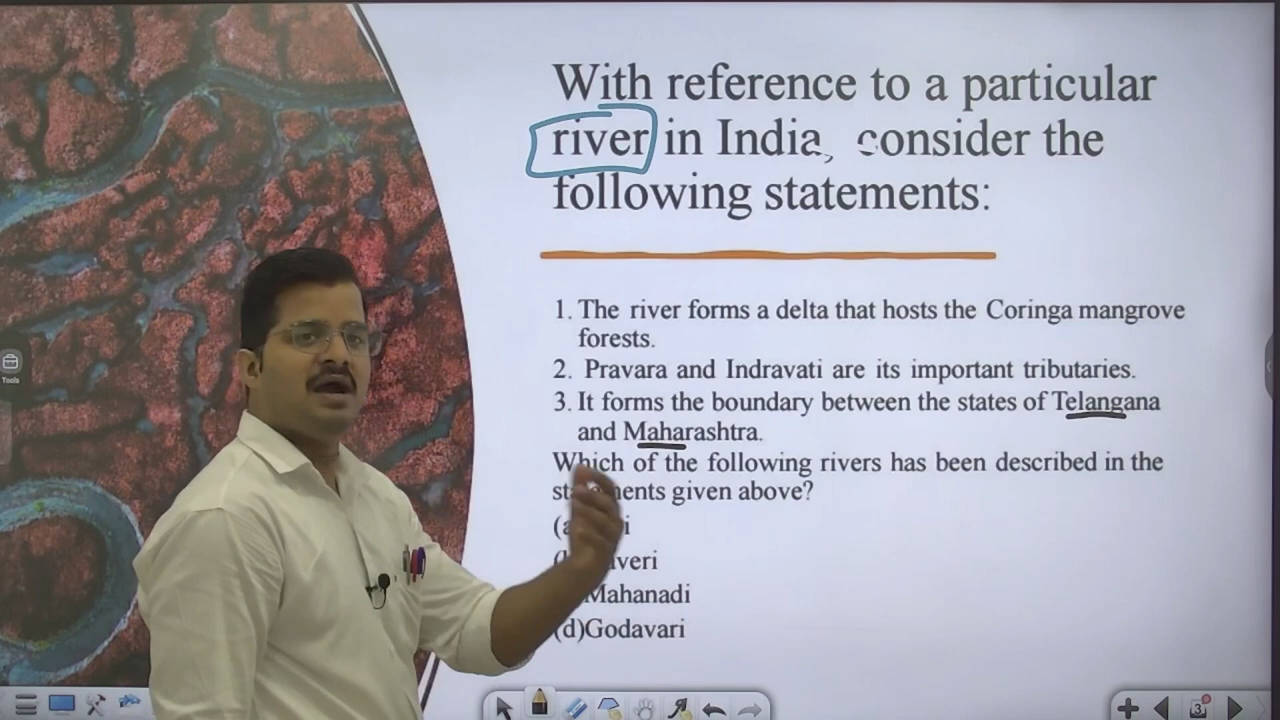 With reference to a particular
river in India, consider the
following statements:
1. The river forms a delta that hosts the Coringa mangrove
forests.
2. Pravara and Indravati are its important tributaries.
3. It forms the boundary between the states of Telangana
and Maharashtra.
Which of the following rivers has been described in the
given above?
Mahanadi
(d)Godavari
Tools
3